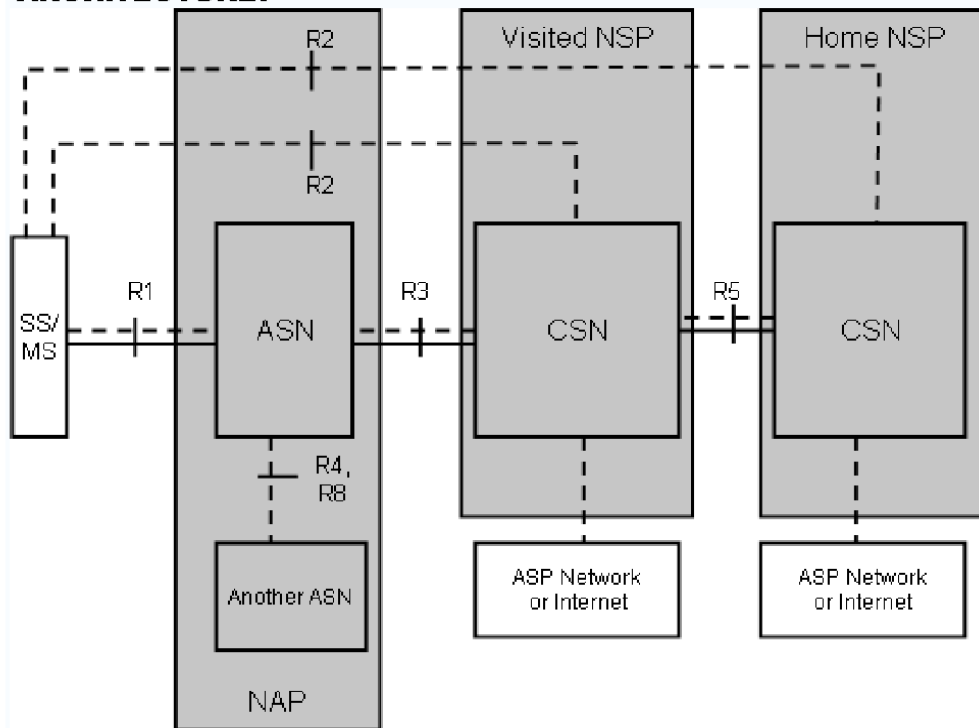 R2
Visited NSP
Home NSP
R2
R1
R3
R5
SS/
MS
ASN
CSN
CSN
R4,
R8
Another ASN
ASP Network
or Internet
ASP Network
or Internet
NAP